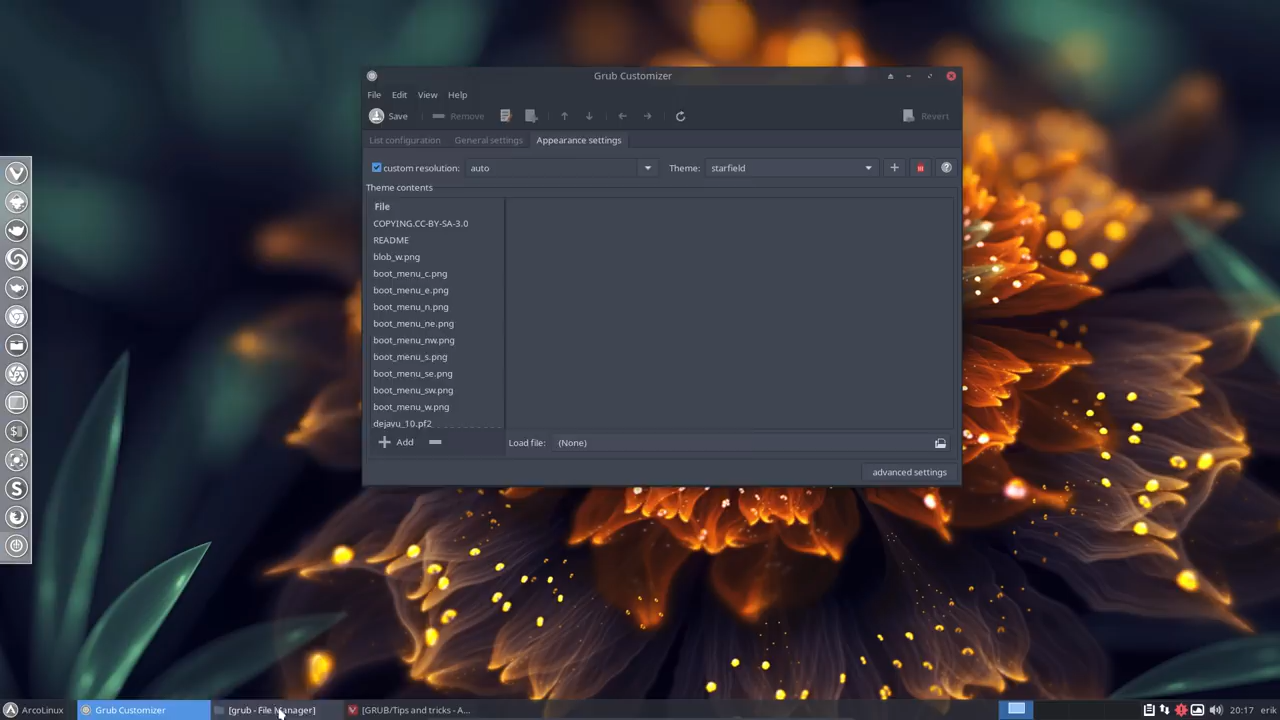 Grub Customizer
File Edit View Help
Save Remove Revert
List configuration General settings Appearance settings
custom resolution: auto Theme: starfield
Theme contents
File
COPYING.CC-BY-SA-3.0
README
blob_w.png
boot_menu_c.png
boot_menu_e.png
boot_menu_n.png
boot_menu_ne.png
boot_menu_nw.png
boot_menu_s.png
boot_menu_se.png
boot_menu_sw.png
boot_menu_w.png
dejavu_10.pf2
Add Load file: (None)
advanced settings
ArcoLinux Grub Customizer [grub - File Manager] [GRUB/Tips and tricks - A... 20:17 erik